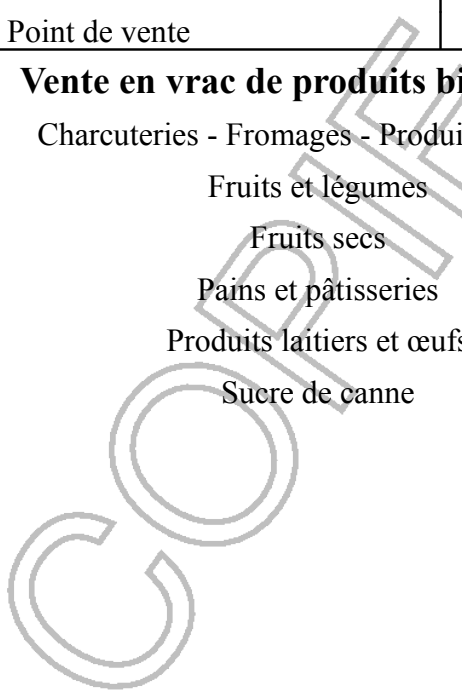 Point de vente
Vente en vrac de produits
Charcuteries - Fromages -
Fruits et légumes
Fruits secs
Pains et pâtisseries
Produits laitiers et œufs
Sucre de canne